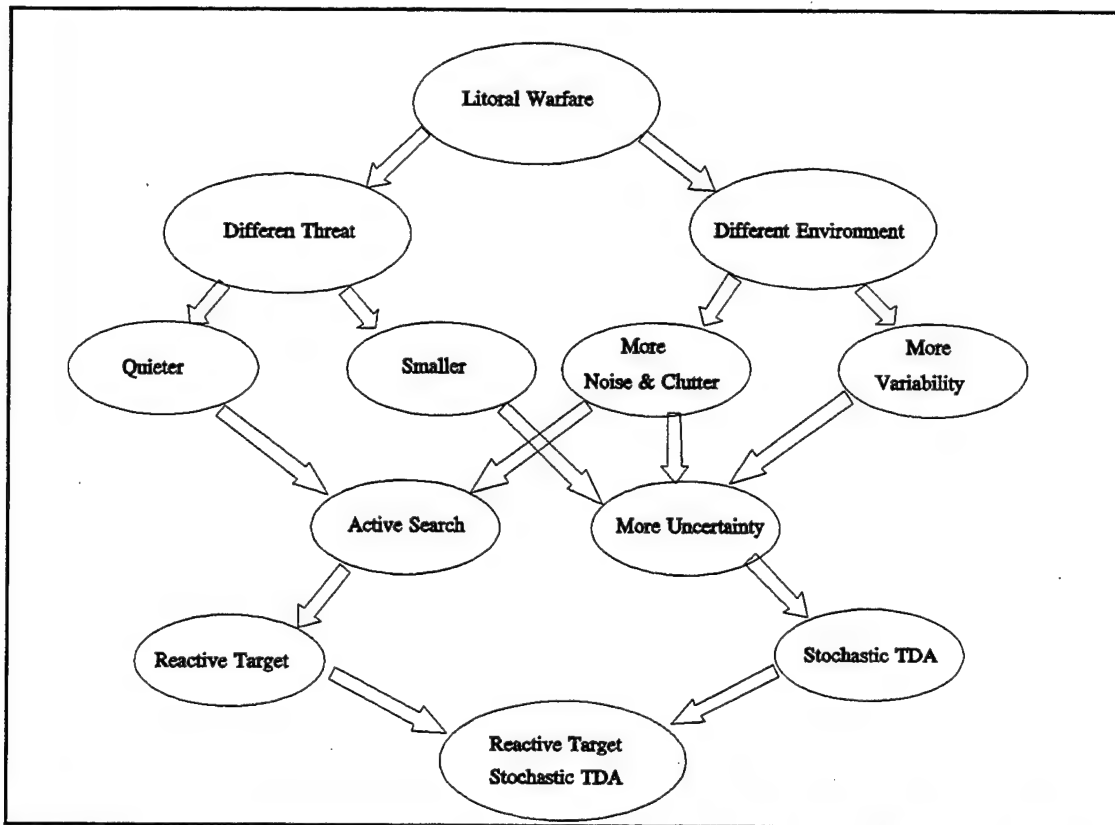 Litoral Warfare
Differen Threat
Different Environment
Quieter
Smaller
More
Noise & Clutter
More
Variability
Active Search
More Uncertainty
Reactive Target
Stochastic TDA
Reactive Target
Stochastic TDA